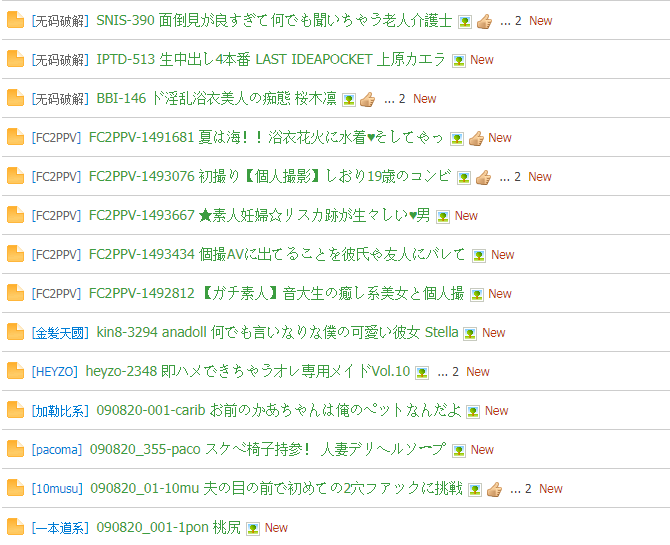 [无码破解] SNIS-390 面倒見が良すぎて何でも聞いちゃう老人介護士 ... 2 New
[无码破解] IPTD-513 生中出し4本番 LAST IDEAPOCKET 上原カエラ New
[无码破解] BBI-146 ド淫乱浴衣美人の痴態 桜木凛 ... 2 New
[FC2PPV] FC2PPV-1491681 夏は海！！浴衣花火に水着♥そしてやっ New
[FC2PPV] FC2PPV-1493076 初撮り【個人撮影】しおり19歳のコンビ ... 2 New
[FC2PPV] FC2PPV-1493667 ★素人妊婦☆リスカ跡が生々しい♥男 New
[FC2PPV] FC2PPV-1493434 個撮AVに出てることを彼氏や友人にバレて New
[FC2PPV] FC2PPV-1492812 【ガチ素人】音大生の癒し系美女と個人撮 New
[金髪天國] kin8-3294 anadoll 何でも言いなりな僕の可愛い彼女 Stella New
[HEYZO] heyzo-2348 即ハメできちゃうオレ専用メイドVol.10 ... 2 New
[加勒比系] 090820-001-carib お前のかあちゃんは俺のペットなんだよ New
[pacoma] 090820_355-paco スケベ椅子持参！ 人妻デリヘルソープ New
[10musu] 090820_01-10mu 夫の目の前で初めての2穴ファックに挑戦 ... 2 New
[一本道系] 090820_001-1pon 桃尻 New